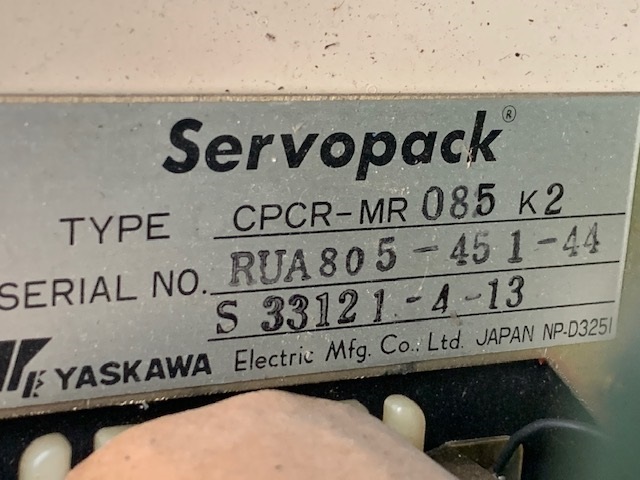 Servopack®
TYPE CPCR-MR 085 K2
SERIAL NO. RUA805-451-44
S 33121-4-13
YASKAWA Electric Mfg. Co., Ltd. JAPAN NP-D3251